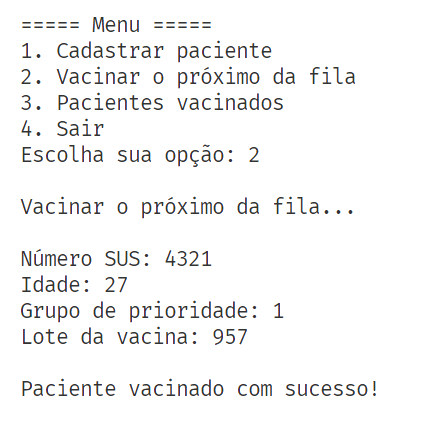 ===== Menu =====
1. Cadastrar paciente
2. Vacinar o próximo da fila
3. Pacientes vacinados
4. Sair
Escolha sua opção: 2
Vacinar o próximo da fila...
Número SUS: 4321
Idade: 27
Grupo de prioridade: 1
Lote da vacina: 957
Paciente vacinado com sucesso!